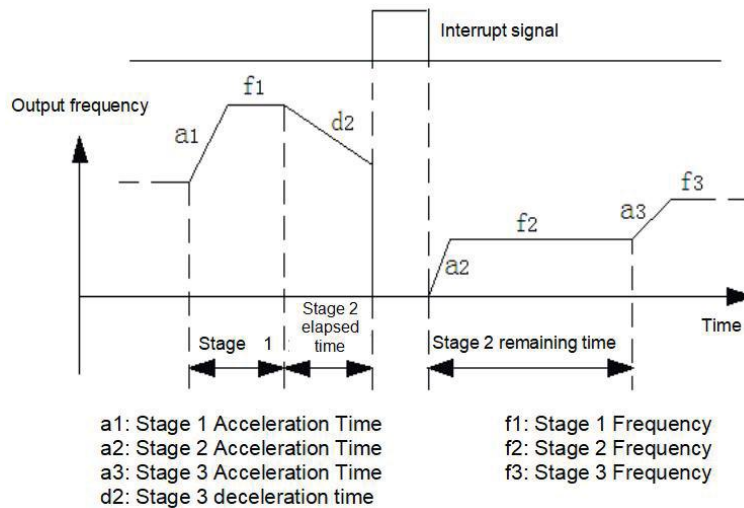 Interrupt signal
f1
Output frequency
d2
a1
f3
a3
f2
a2
Time
Stage 1
Stage 2
elapsed
time
Stage 2 remaining time
a1: Stage 1 Acceleration Time
a2: Stage 2 Acceleration Time
a3: Stage 3 Acceleration Time
d2: Stage 3 deceleration time
f1: Stage 1 Frequency
f2: Stage 2 Frequency
f3: Stage 3 Frequency